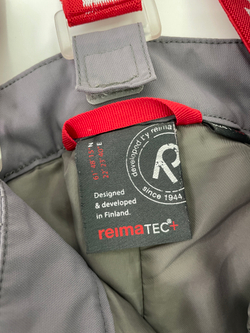 developed by reima
R
since 1944
N
E
Designed
& developed
in Finland.
reimaTEC®+